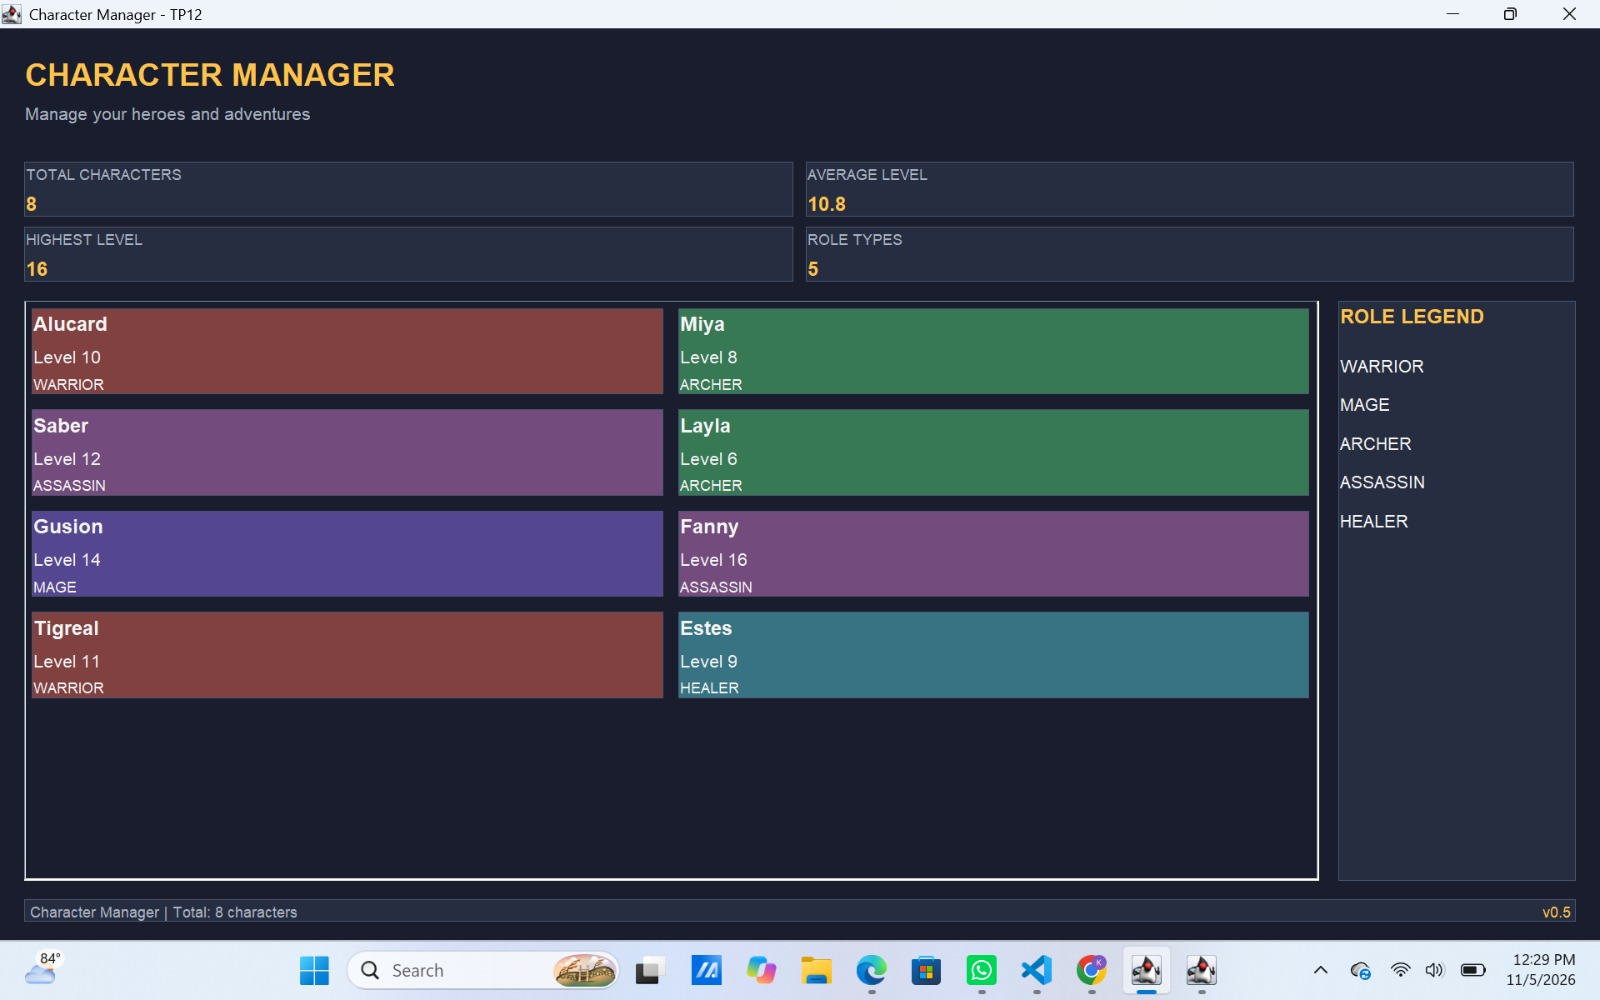 Character Manager - TP12
CHARACTER MANAGER
Manage your heroes and adventures
TOTAL CHARACTERS
8
AVERAGE LEVEL
10.8
HIGHEST LEVEL
16
ROLE TYPES
5
Alucard
Level 10
WARRIOR
Miya
Level 8
ARCHER
Saber
Level 12
ASSASSIN
Layla
Level 6
ARCHER
Gusion
Level 14
MAGE
Fanny
Level 16
ASSASSIN
Tigreal
Level 11
WARRIOR
Estes
Level 9
HEALER
ROLE LEGEND
WARRIOR
MAGE
ARCHER
ASSASSIN
HEALER
Character Manager | Total: 8 characters
v0.5
84°
Search
K
12:29 PM
11/5/2026